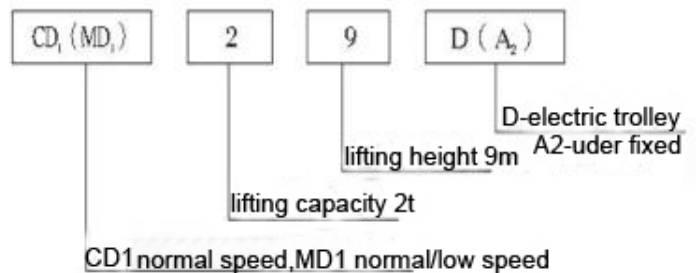 CD₁(MD₁) 2 9 D(A₂)
D-electric trolley
A2-uder fixed
lifting height 9m
lifting capacity 2t
CD1 normal speed,MD1 normal/low speed